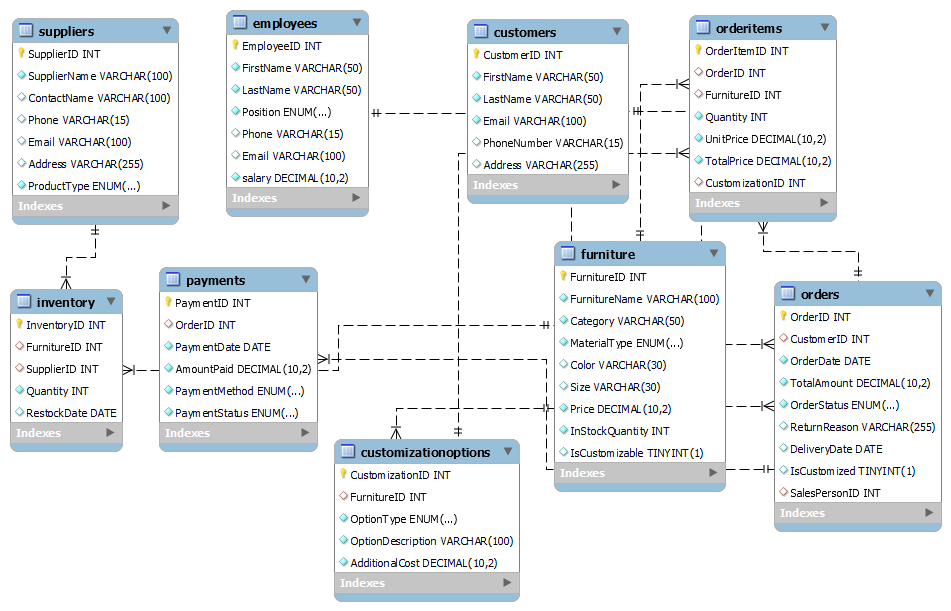 suppliers
SupplierID INT
SupplierName VARCHAR(100)
ContactName VARCHAR(100)
Phone VARCHAR(15)
Email VARCHAR(100)
Address VARCHAR(255)
ProductType ENUM(...)
Indexes
employees
EmployeeID INT
FirstName VARCHAR(50)
LastName VARCHAR(50)
Position ENUM(...)
Phone VARCHAR(15)
Email VARCHAR(100)
salary DECIMAL(10,2)
Indexes
customers
CustomerID INT
FirstName VARCHAR(50)
LastName VARCHAR(50)
Email VARCHAR(100)
PhoneNumber VARCHAR(15)
Address VARCHAR(255)
Indexes
orderitems
OrderItemID INT
OrderID INT
FurnitureID INT
Quantity INT
UnitPrice DECIMAL(10,2)
TotalPrice DECIMAL(10,2)
CustomizationID INT
Indexes
inventory
InventoryID INT
FurnitureID INT
SupplierID INT
Quantity INT
RestockDate DATE
Indexes
payments
PaymentID INT
OrderID INT
PaymentDate DATE
AmountPaid DECIMAL(10,2)
PaymentMethod ENUM(...)
PaymentStatus ENUM(...)
Indexes
furniture
FurnitureID INT
FurnitureName VARCHAR(100)
Category VARCHAR(50)
MaterialType ENUM(...)
Color VARCHAR(30)
Size VARCHAR(30)
Price DECIMAL(10,2)
InStockQuantity INT
IsCustomizable TINYINT(1)
Indexes
orders
OrderID INT
CustomerID INT
OrderDate DATE
TotalAmount DECIMAL(10,2)
OrderStatus ENUM(...)
ReturnReason VARCHAR(255)
DeliveryDate DATE
IsCustomized TINYINT(1)
SalesPersonID INT
Indexes
customizationoptions
CustomizationID INT
FurnitureID INT
OptionType ENUM(...)
OptionDescription VARCHAR(100)
AdditionalCost DECIMAL(10,2)
Indexes